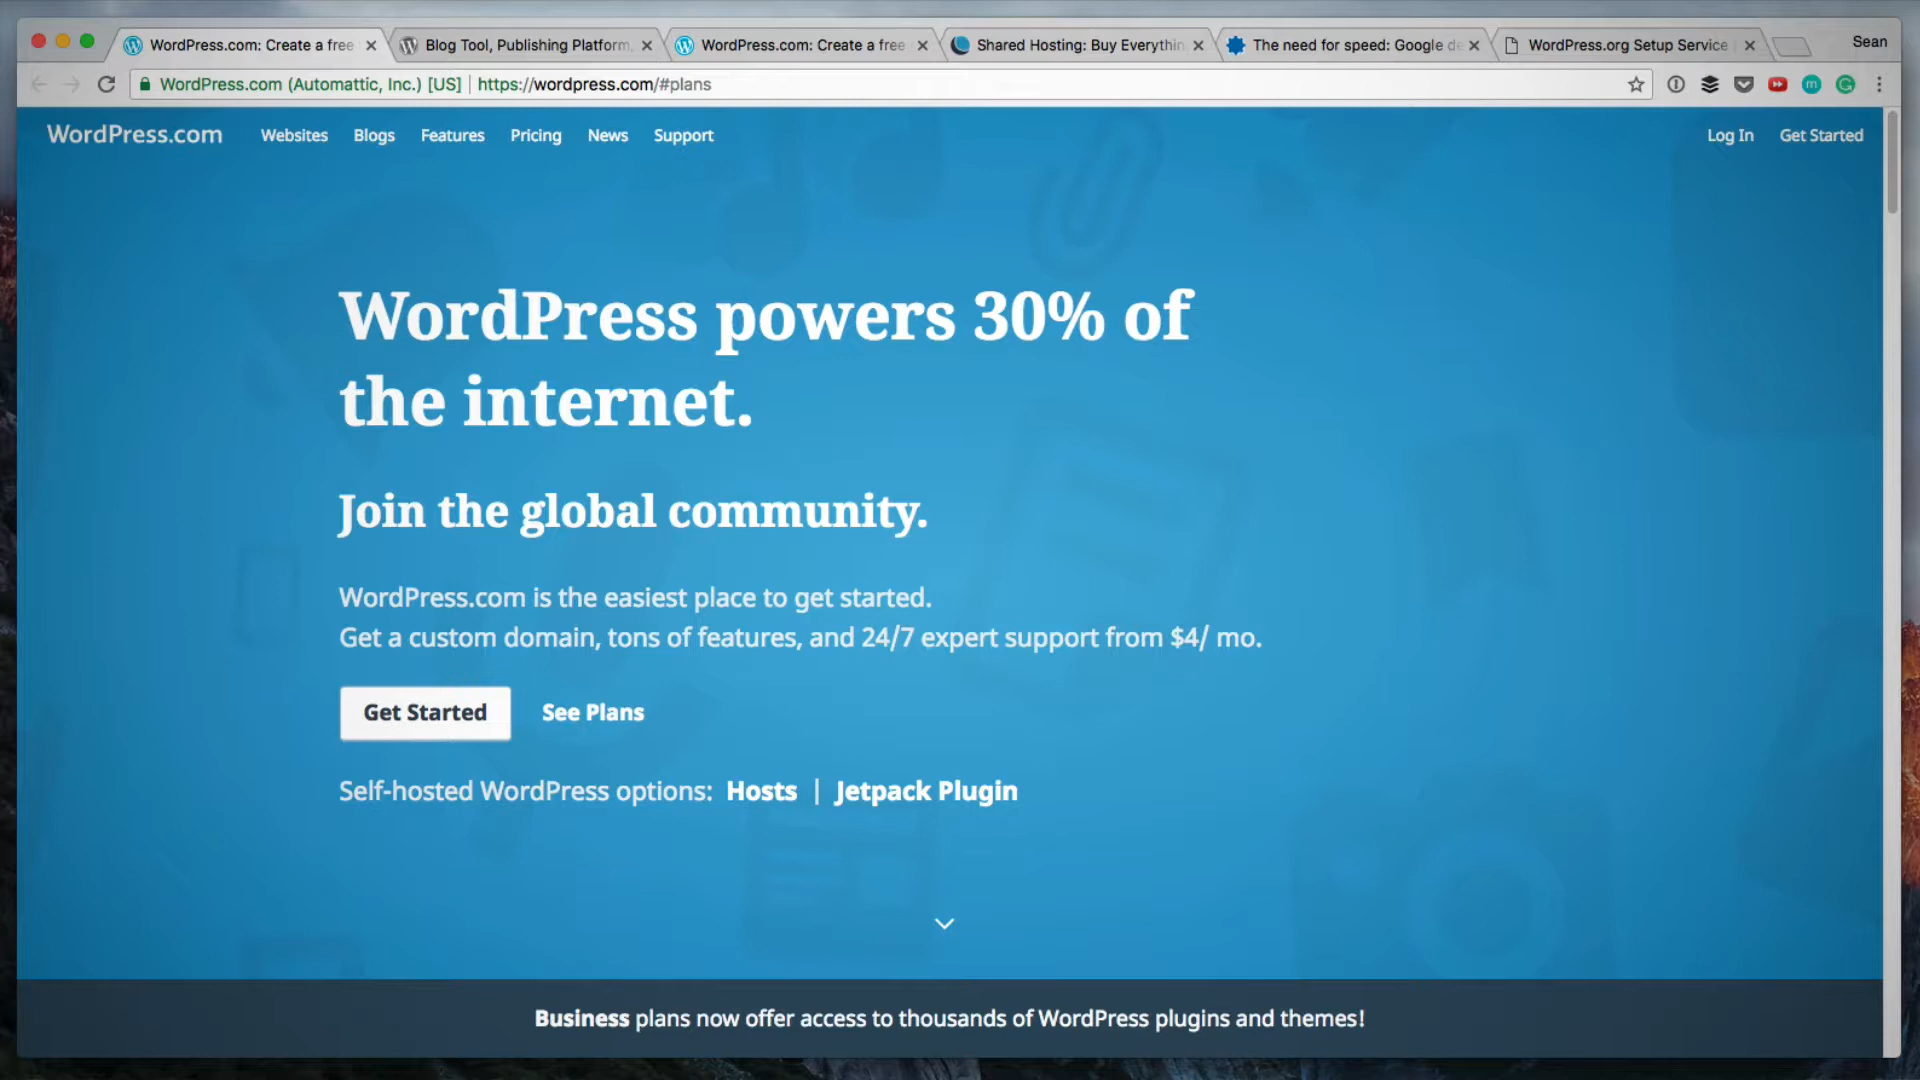 WordPress.com: Create a free
Blog Tool, Publishing Platform,
WordPress.com: Create a free
Shared Hosting: Buy Everythin
The need for speed: Google de
WordPress.org Setup Service
Sean
WordPress.com (Automattic, Inc.) [US] | https://wordpress.com/#plans
WordPress.com Websites Blogs Features Pricing News Support Log In Get Started
WordPress powers 30% of
the internet.
Join the global community.
WordPress.com is the easiest place to get started.
Get a custom domain, tons of features, and 24/7 expert support from $4/ mo.
Get Started See Plans
Self-hosted WordPress options: Hosts | Jetpack Plugin
Business plans now offer access to thousands of WordPress plugins and themes!